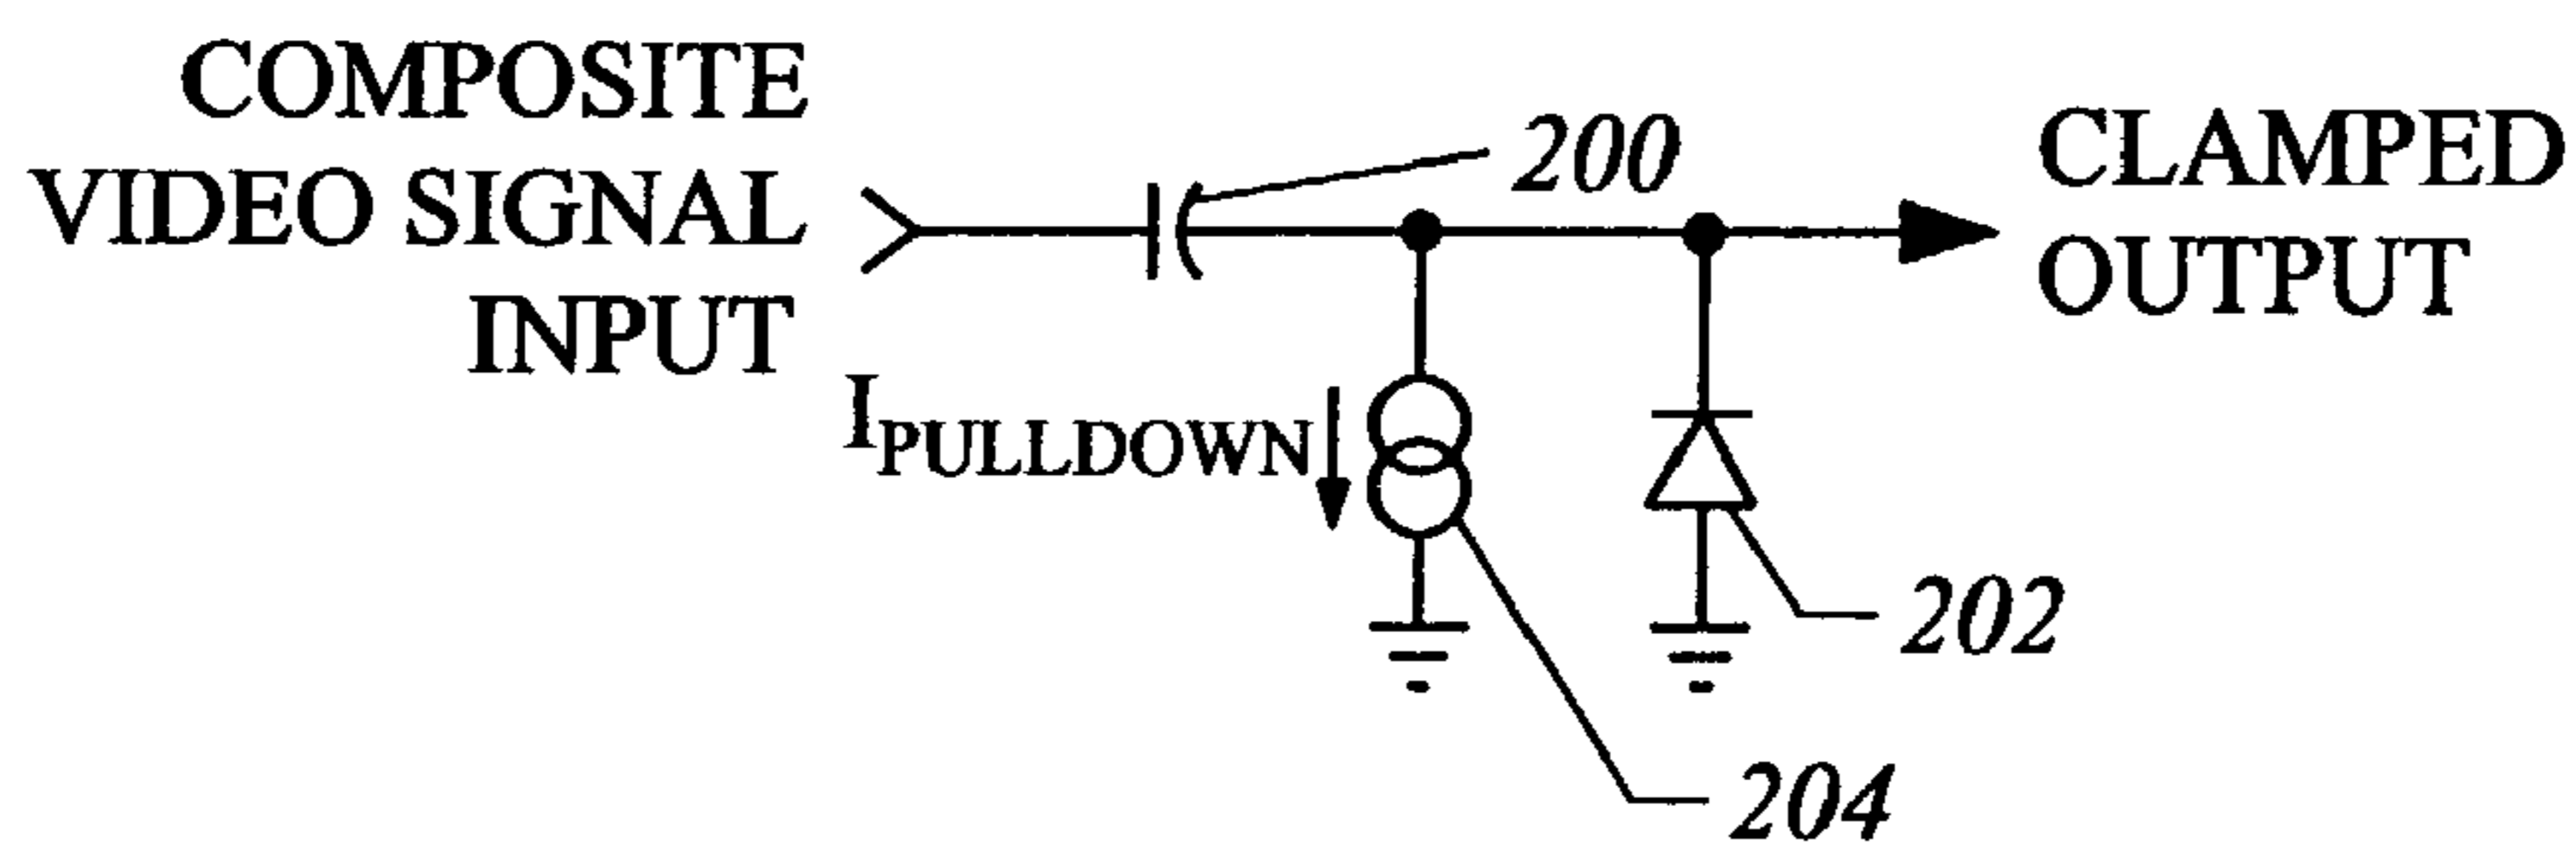 COMPOSITE
VIDEO SIGNAL
INPUT
200
CLAMPED
OUTPUT
IPULLDOWN
202
204